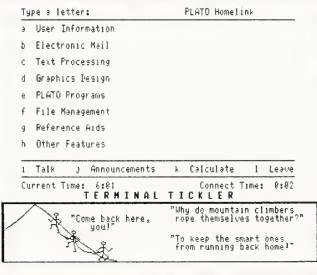 Type a letter: PLATO Homelink
a User Information
b Electronic Mail
c Text Processing
d Graphics Design
e PLATO Programs
f File Management
g Reference Aids
h Other Features
i Talk j Announcements k Calculate l Leave
Current Time: 6:01 Connect Time: 0:02
TERMINAL TICKLER
"Come back here,
you!"
"Why do mountain climbers
rope themselves together?"
"To keep the smart ones
from running back home!"